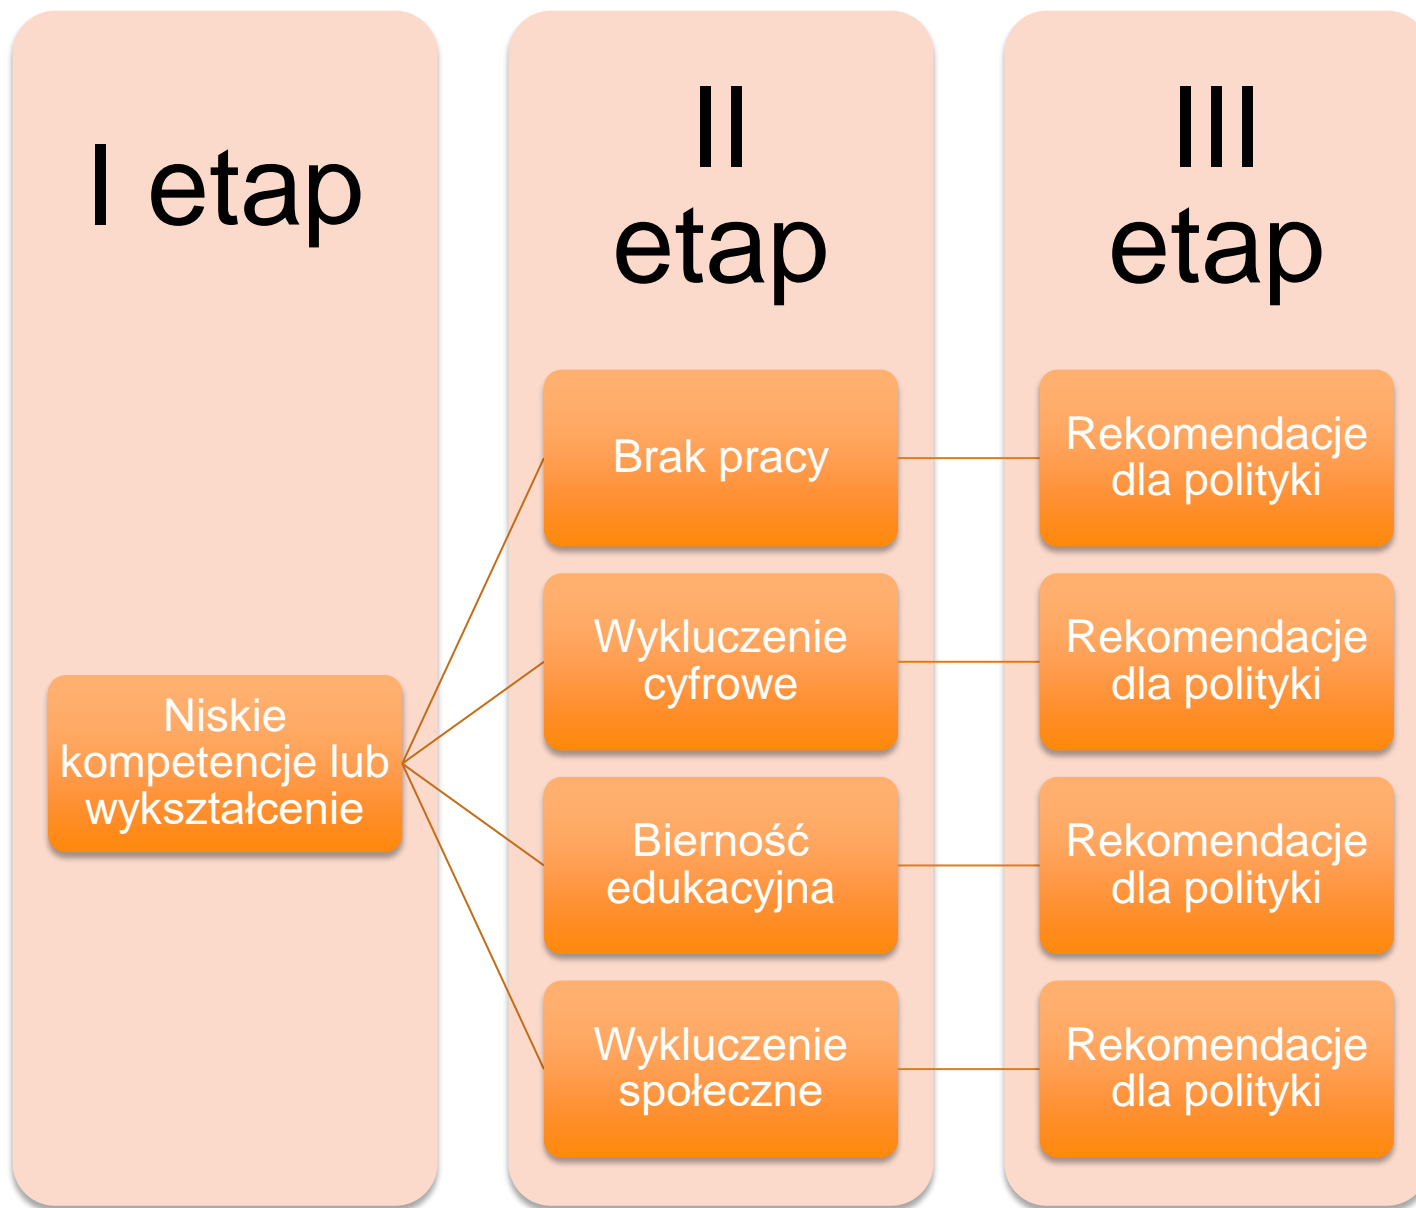 I etap
Niskie
kompetencje lub
wykształcenie
II
etap
Brak pracy
Wykluczenie
cyfrowe
Bierność
edukacyjna
Wykluczenie
społeczne
III
etap
Rekomendacje
dla polityki
Rekomendacje
dla polityki
Rekomendacje
dla polityki
Rekomendacje
dla polityki